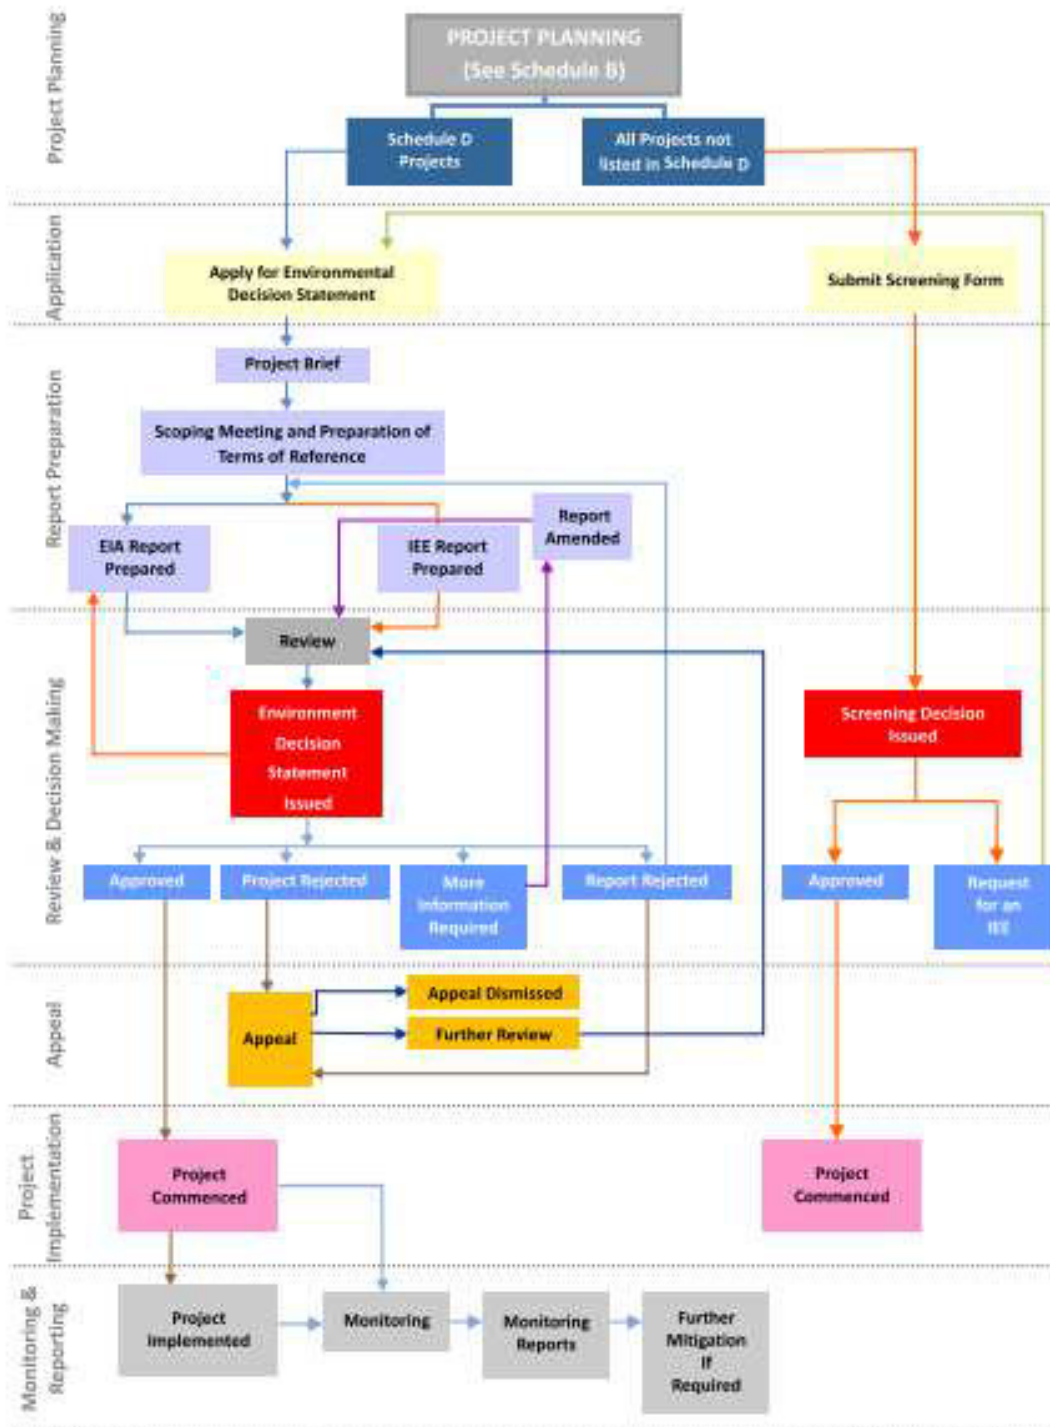 Project Planning
PROJECT PLANNING
(See Schedule B)
Schedule D
Projects
All Projects not
listed in Schedule D
Application
Apply for Environmental
Decision Statement
Submit Screening Form
Report Preparation
Project Brief
Scoping Meeting and Preparation of
Terms of Reference
EIA Report
Prepared
IEE Report
Prepared
Report
Amended
Review & Decision Making
Review
Environment
Decision
Statement
Issued
Screening Decision
Issued
Approved
Project Rejected
More
Information
Required
Report Rejected
Approved
Request
for an
IEE
Appeal
Appeal
Appeal Dismissed
Further Review
Project
Implementation
Project
Commenced
Project
Commenced
Monitoring &
Reporting
Project
Implemented
Monitoring
Monitoring
Reports
Further
Mitigation
If
Required